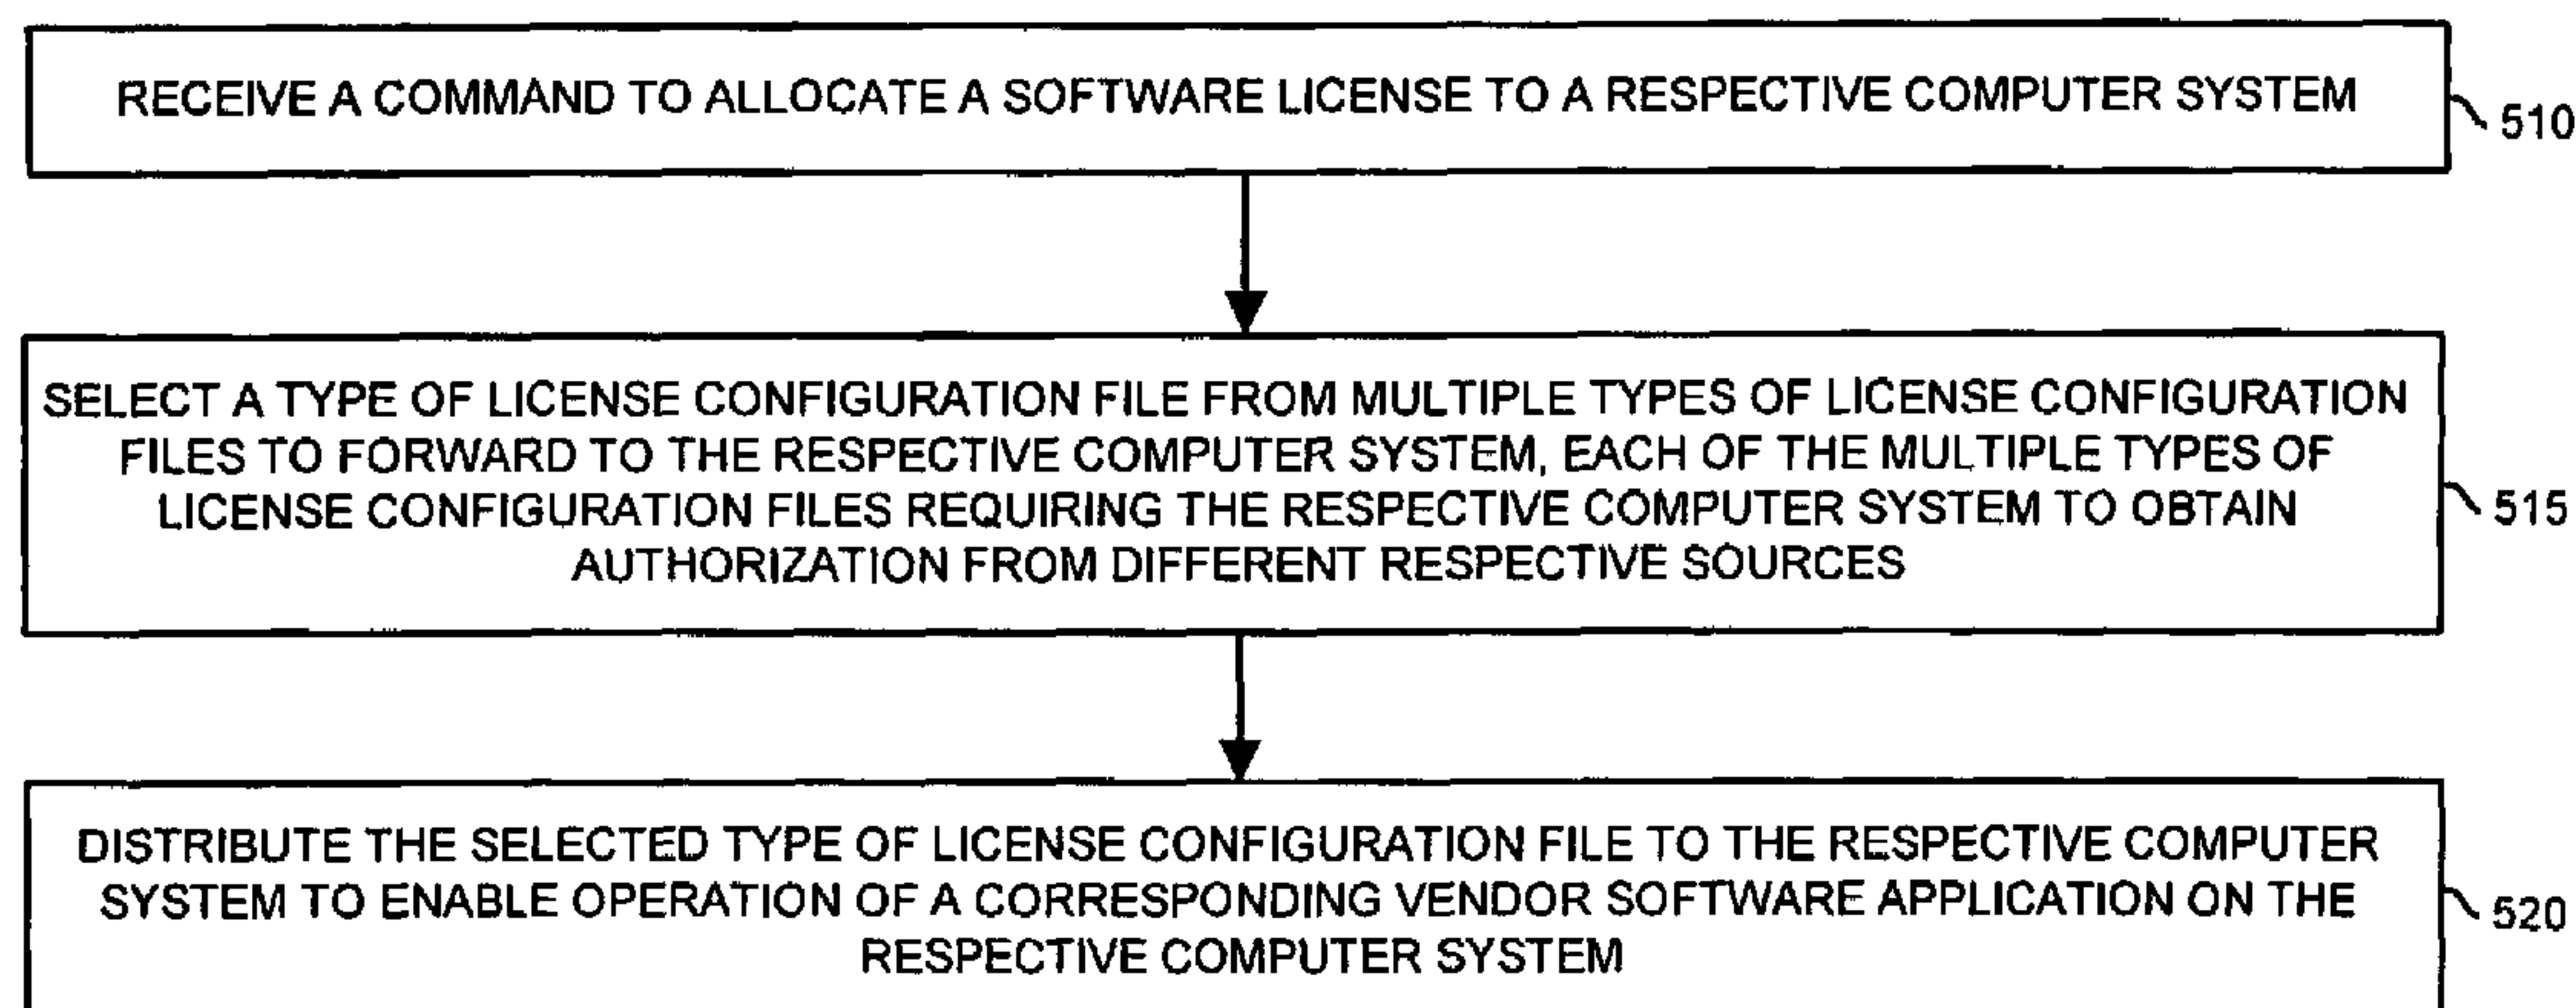 RECEIVE A COMMAND TO ALLOCATE A SOFTWARE LICENSE TO A RESPECTIVE COMPUTER SYSTEM
510
SELECT A TYPE OF LICENSE CONFIGURATION FILE FROM MULTIPLE TYPES OF LICENSE CONFIGURATION
FILES TO FORWARD TO THE RESPECTIVE COMPUTER SYSTEM, EACH OF THE MULTIPLE TYPES OF
LICENSE CONFIGURATION FILES REQUIRING THE RESPECTIVE COMPUTER SYSTEM TO OBTAIN
AUTHORIZATION FROM DIFFERENT RESPECTIVE SOURCES
515
DISTRIBUTE THE SELECTED TYPE OF LICENSE CONFIGURATION FILE TO THE RESPECTIVE COMPUTER
SYSTEM TO ENABLE OPERATION OF A CORRESPONDING VENDOR SOFTWARE APPLICATION ON THE
RESPECTIVE COMPUTER SYSTEM
520